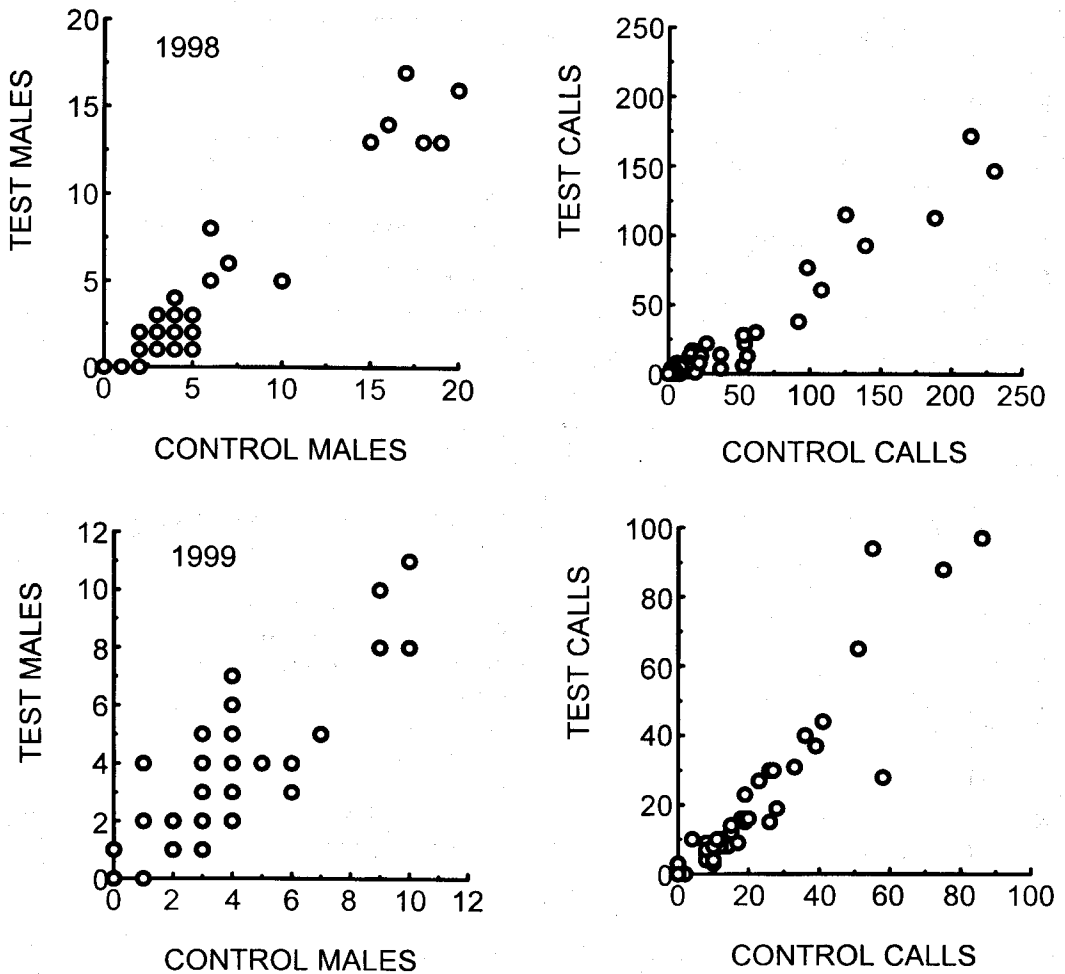 1998
TEST MALES
20
15
10
5
0
0 5 10 15 20
CONTROL MALES
TEST CALLS
250
200
150
100
50
0
0 50 100 150 200 250
CONTROL CALLS
1999
TEST MALES
12
10
8
6
4
2
0
0 2 4 6 8 10 12
CONTROL MALES
TEST CALLS
100
80
60
40
20
0
0 20 40 60 80 100
CONTROL CALLS